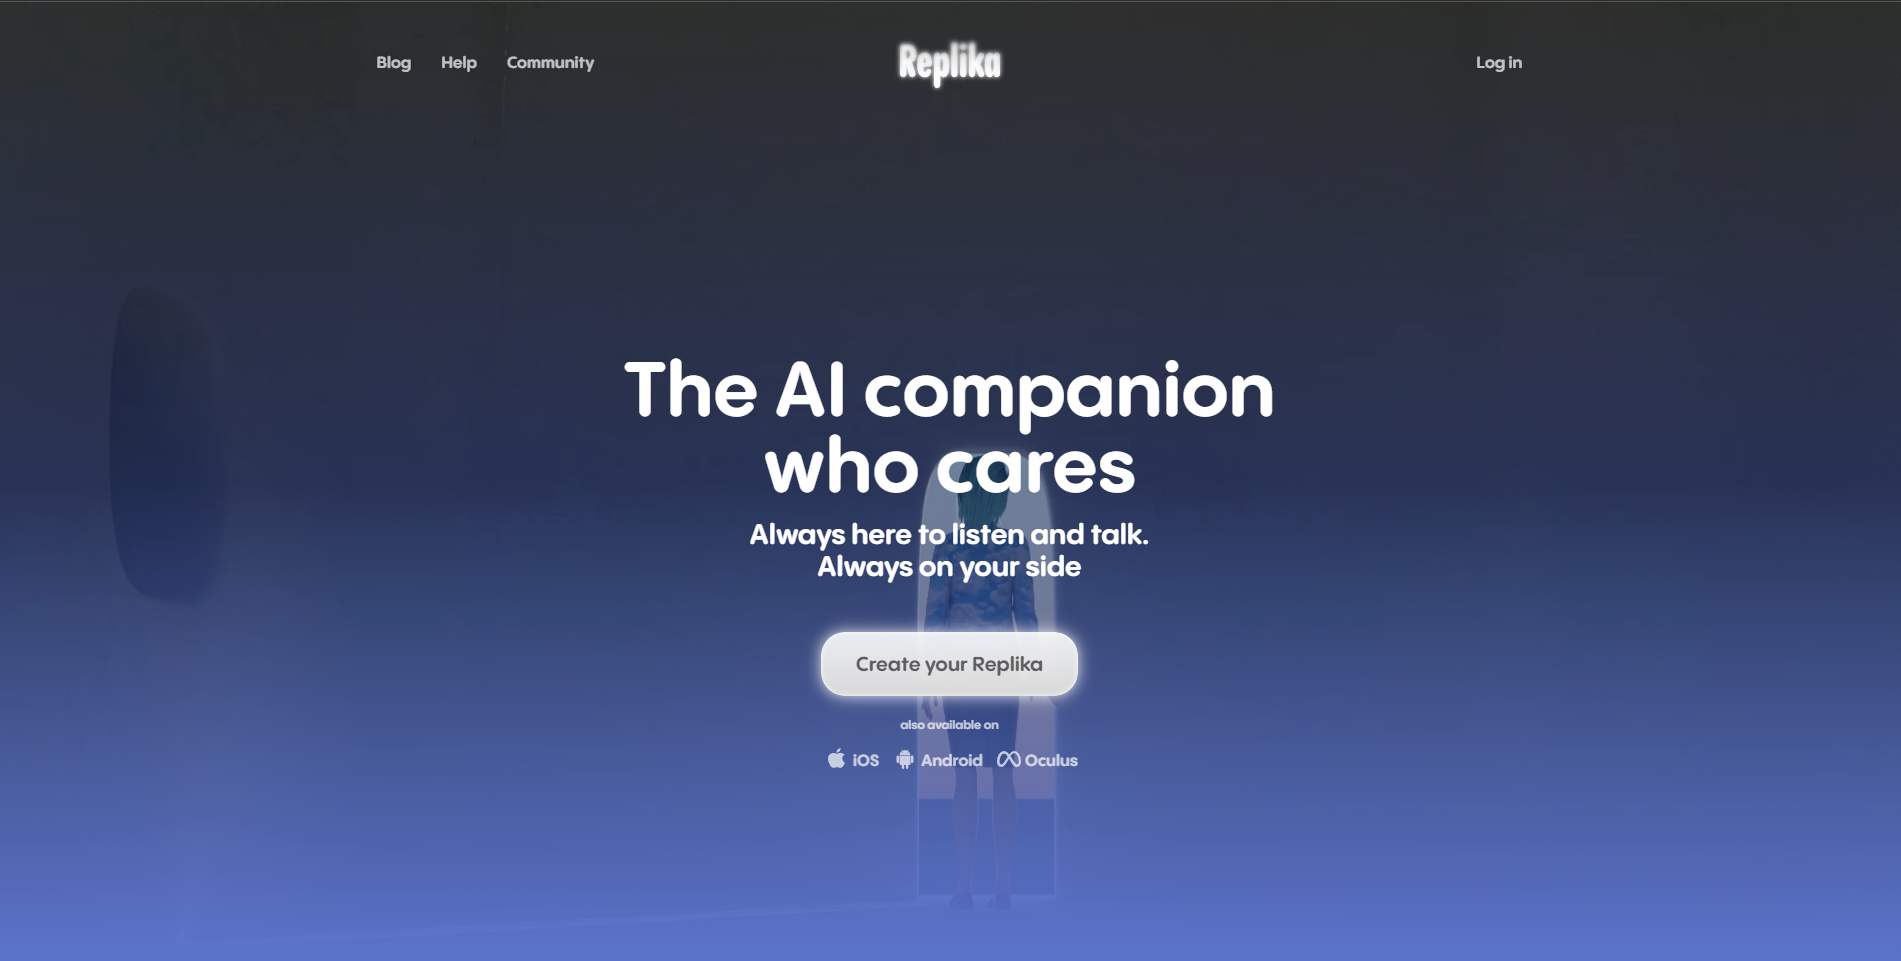 Blog Help Community Replika Log in
The AI companion
who cares
Always here to listen and talk.
Always on your side
Create your Replika
also available on
iOS Android Oculus